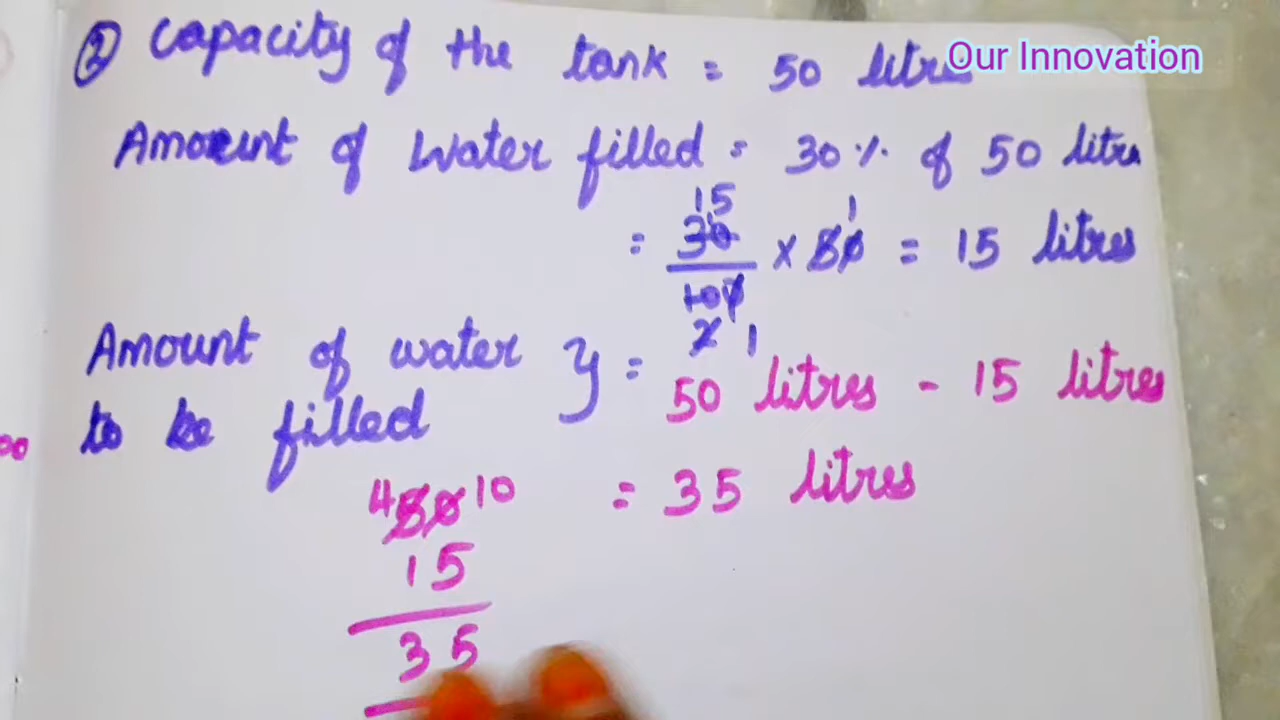 ② Capacity of the tank = 50 litres
Our Innovation
Amount of Water filled = 30% of 50 litre
15 1
= 30/100 × 50 = 15 litres
2 1
Amount of water } = 50 litres - 15 litres
to be filled
= 35 litres
4 50 10
15
35
00